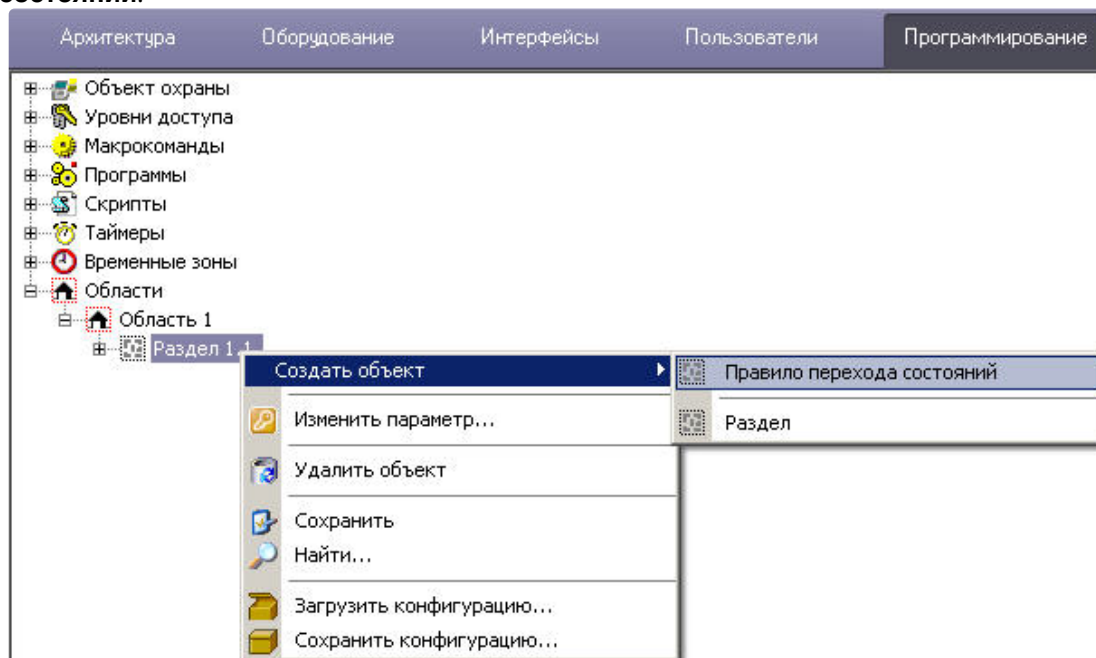 состояний.
Архитектура Оборудование Интерфейсы Пользователи Программирование
Объект охраны
Уровни доступа
Макрокоманды
Программы
Скрипты
Таймеры
Временные зоны
Области
Область 1
Раздел 1.1
Создать объект
Правило перехода состояний
Изменить параметр...
Раздел
Удалить объект
Сохранить
Найти...
Загрузить конфигурацию...
Сохранить конфигурацию...